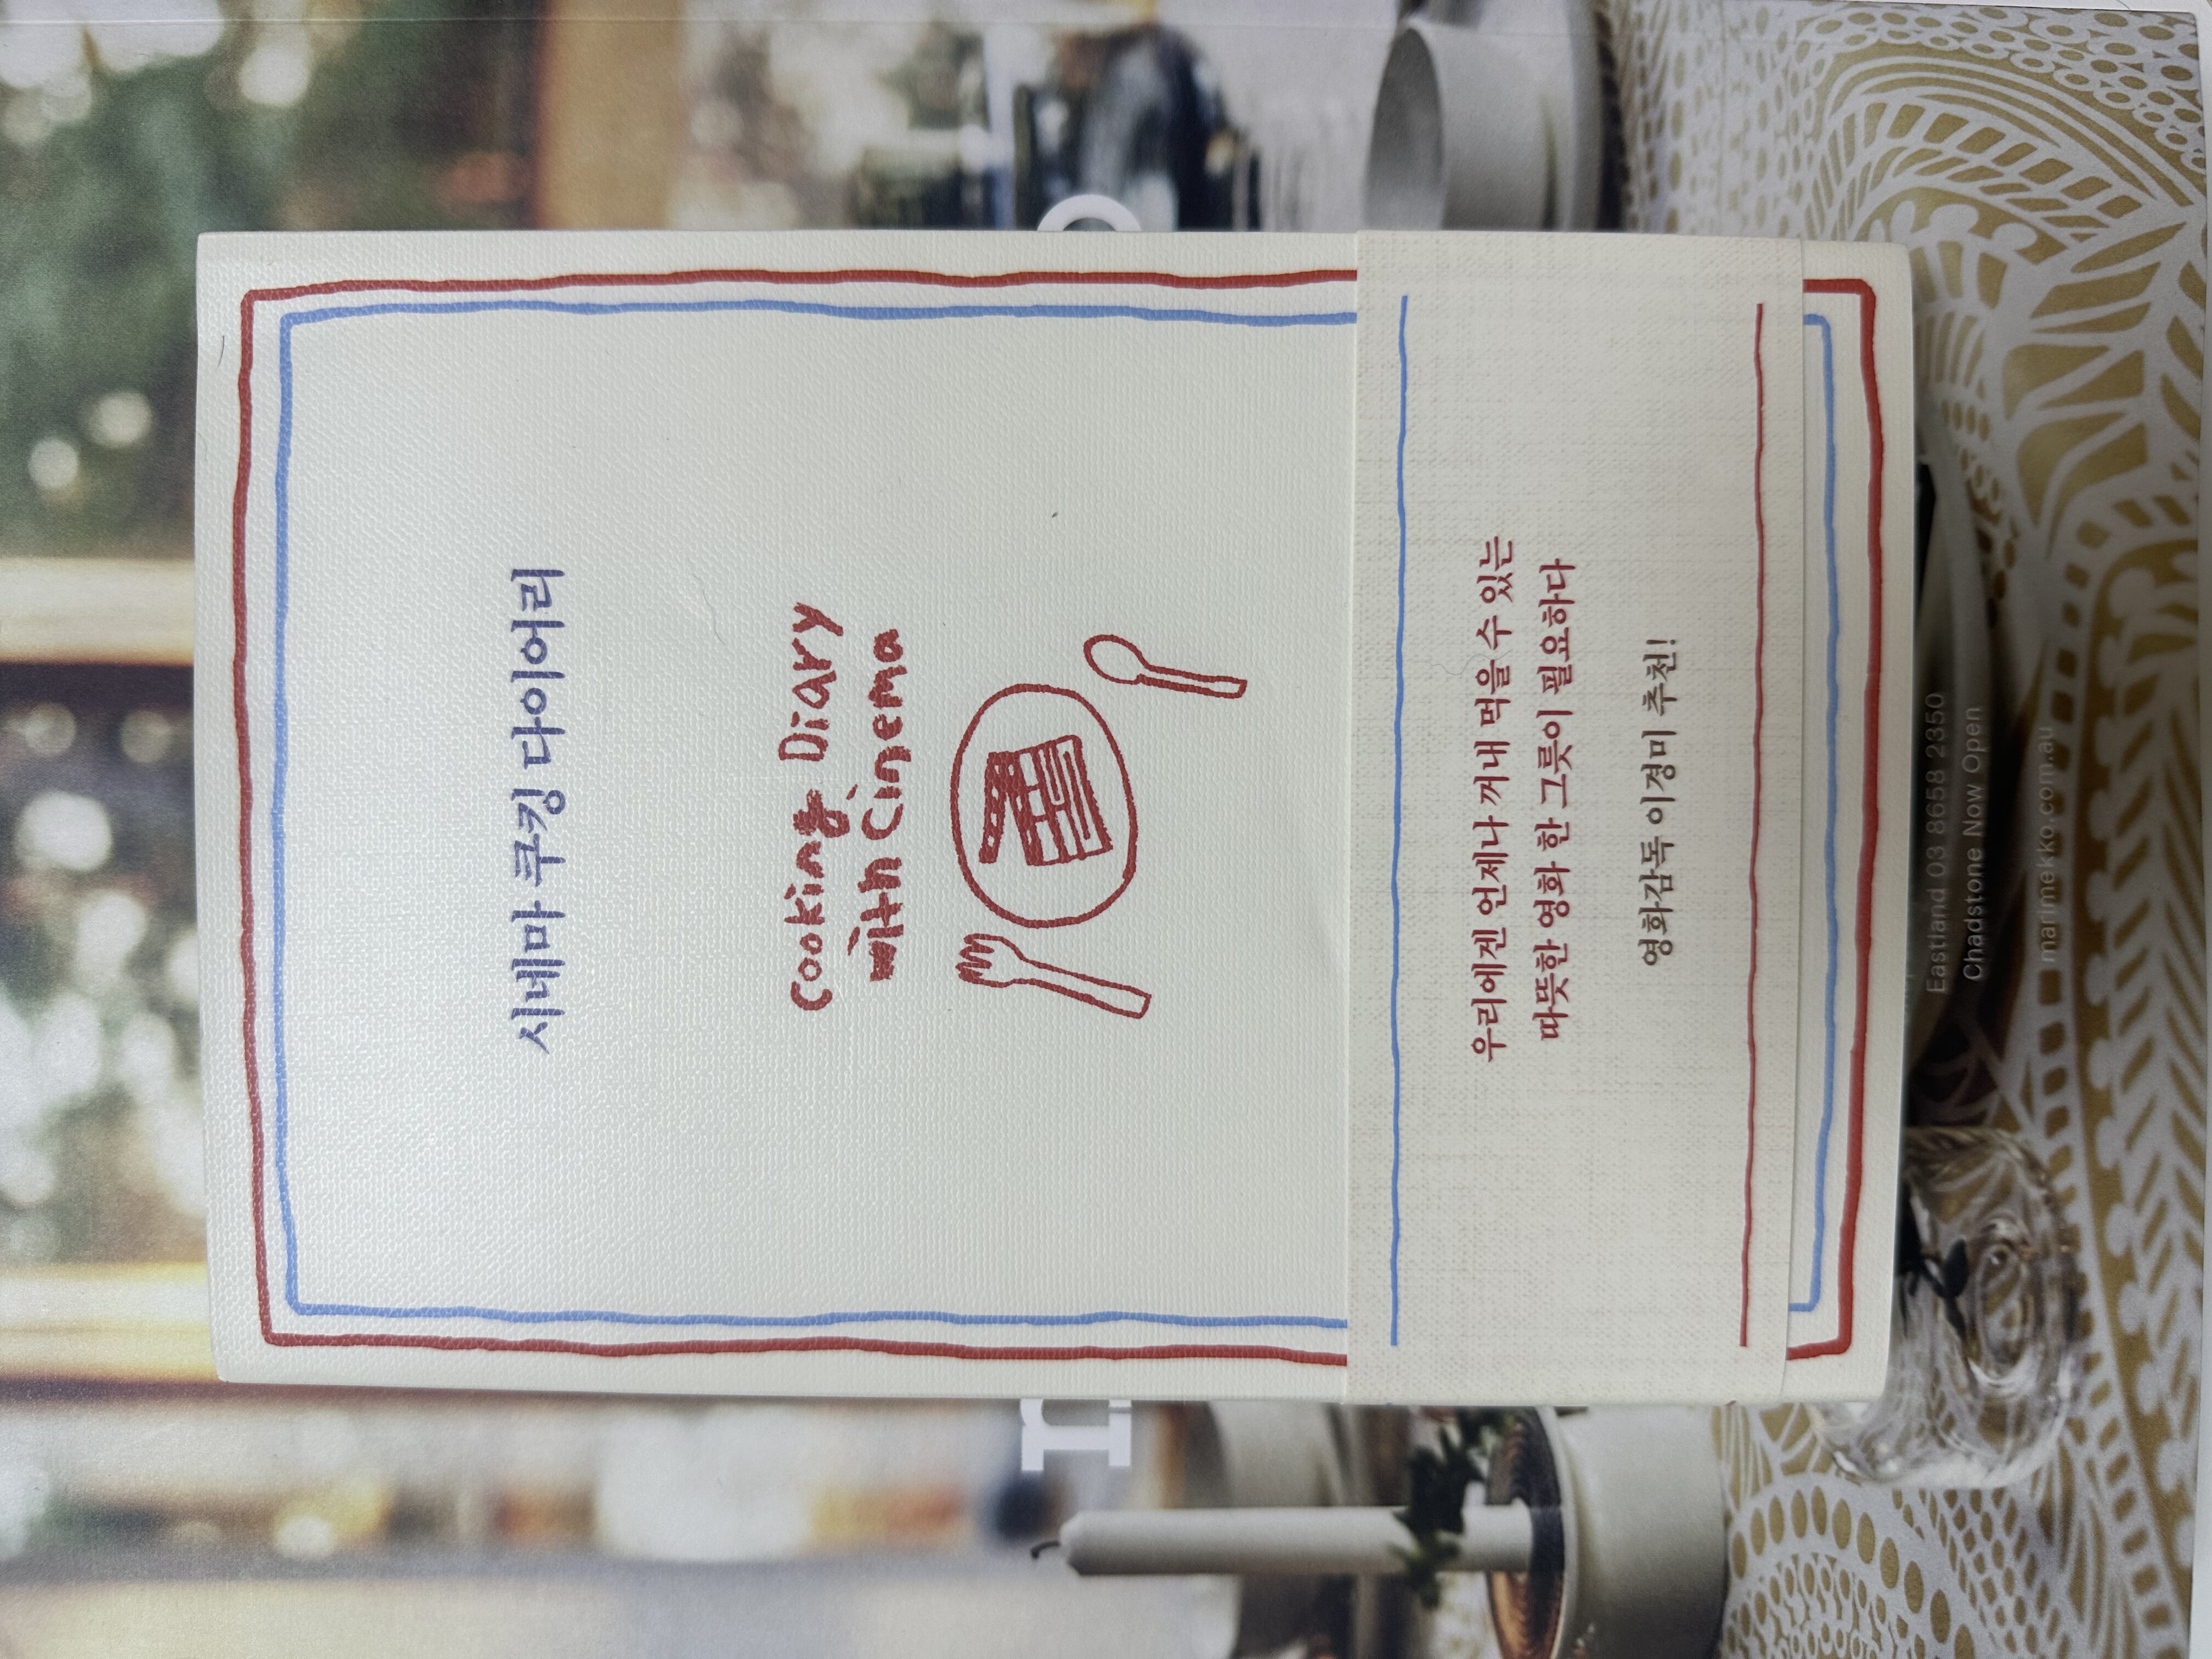 시네마 쿠킹 다이어리
Cooking Diary
with Cinema
우리에겐 언제나 꺼내 먹을 수 있는
따뜻한 영화 한 그릇이 필요하다
영화감독 이경미 추천!
Eastland 03 8658 2350
Chadstone Now Open
marimekko.com.au